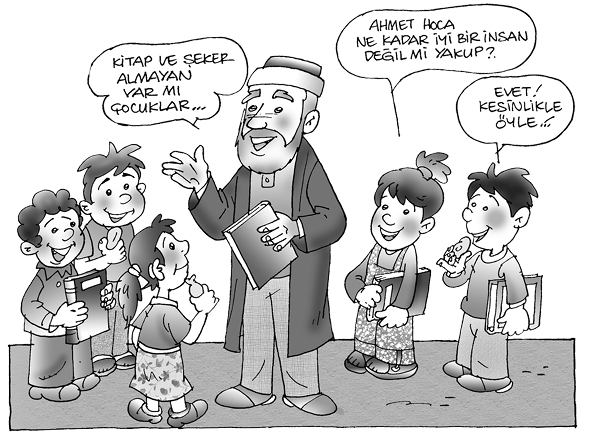 KİTAP VE ŞEKER
ALMAYAN
VAR MI
ÇOCUKLAR...
AHMET HOCA
NE KADAR İYİ BİR İNSAN
DEĞİL Mİ YAKUP?
EVET!
KESİNLİKLE
ÖYLE...